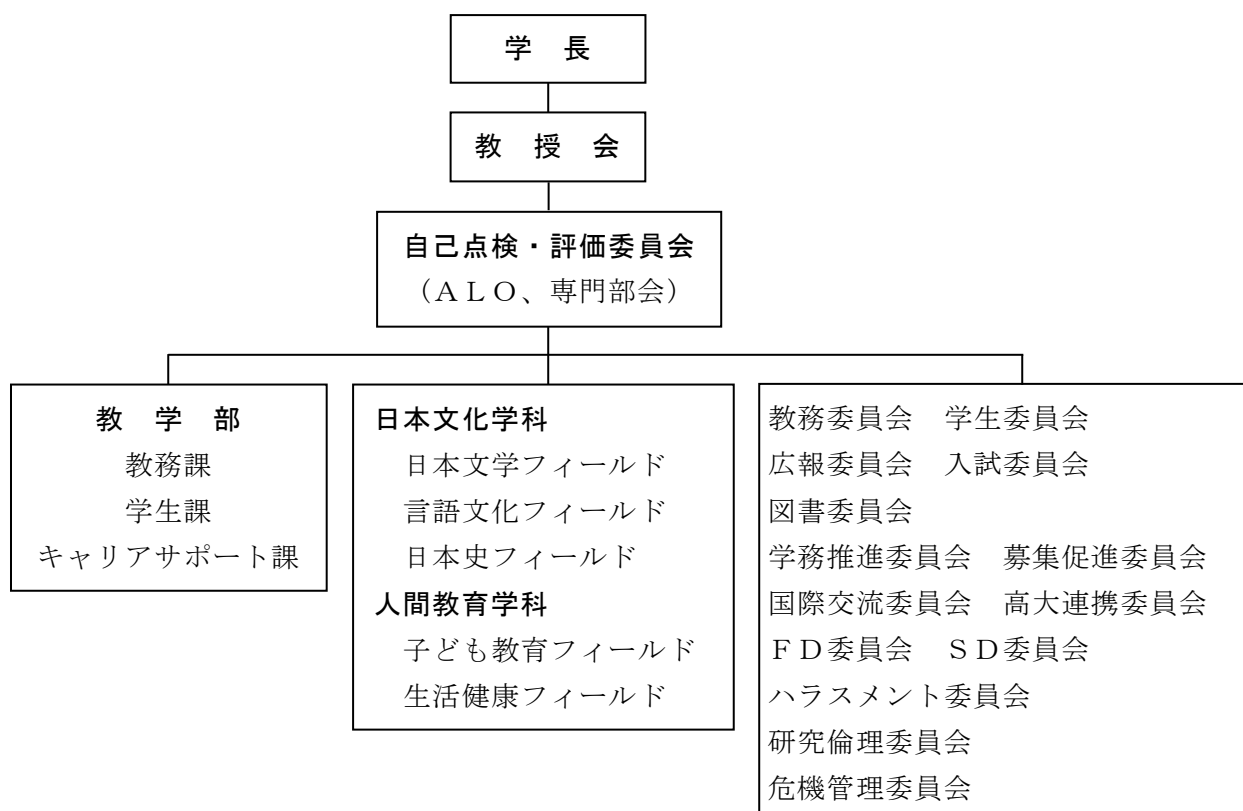 学　長
教　授　会
自己点検・評価委員会
（ＡＬＯ、専門部会）
教　学　部
教務課
学生課
キャリアサポート課
日本文化学科
日本文学フィールド
言語文化フィールド
日本史フィールド
人間教育学科
子ども教育フィールド
生活健康フィールド
教務委員会　学生委員会
広報委員会　入試委員会
図書委員会
学務推進委員会　募集促進委員会
国際交流委員会　高大連携委員会
ＦＤ委員会　ＳＤ委員会
ハラスメント委員会
研究倫理委員会
危機管理委員会